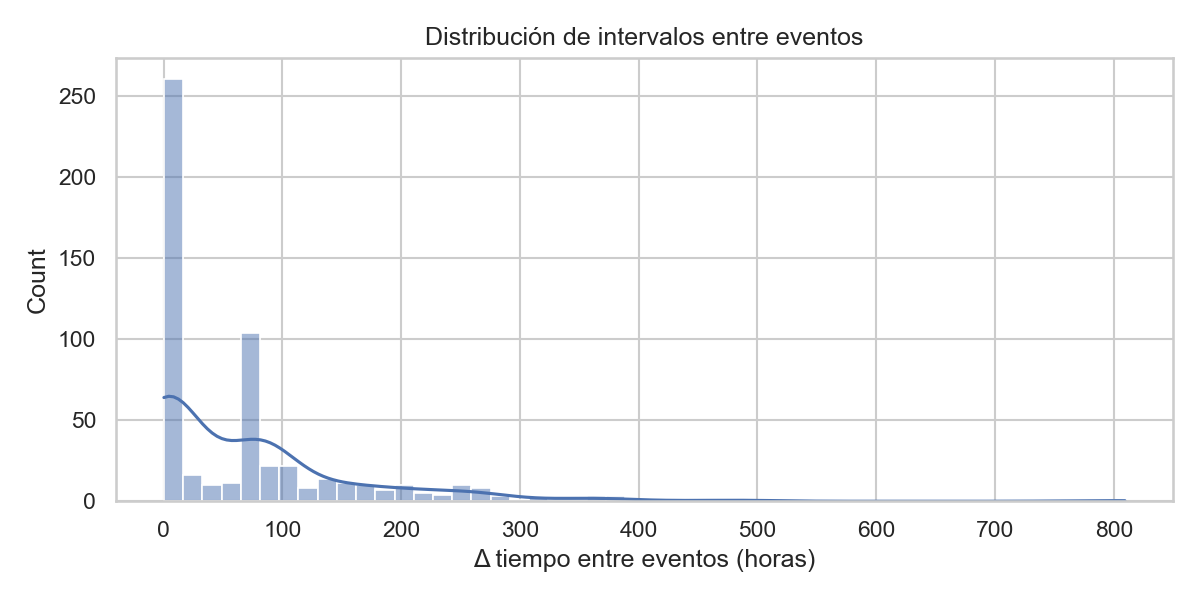 Distribución de intervalos entre eventos
Count
250
200
150
100
50
0
0 100 200 300 400 500 600 700 800
Δ tiempo entre eventos (horas)